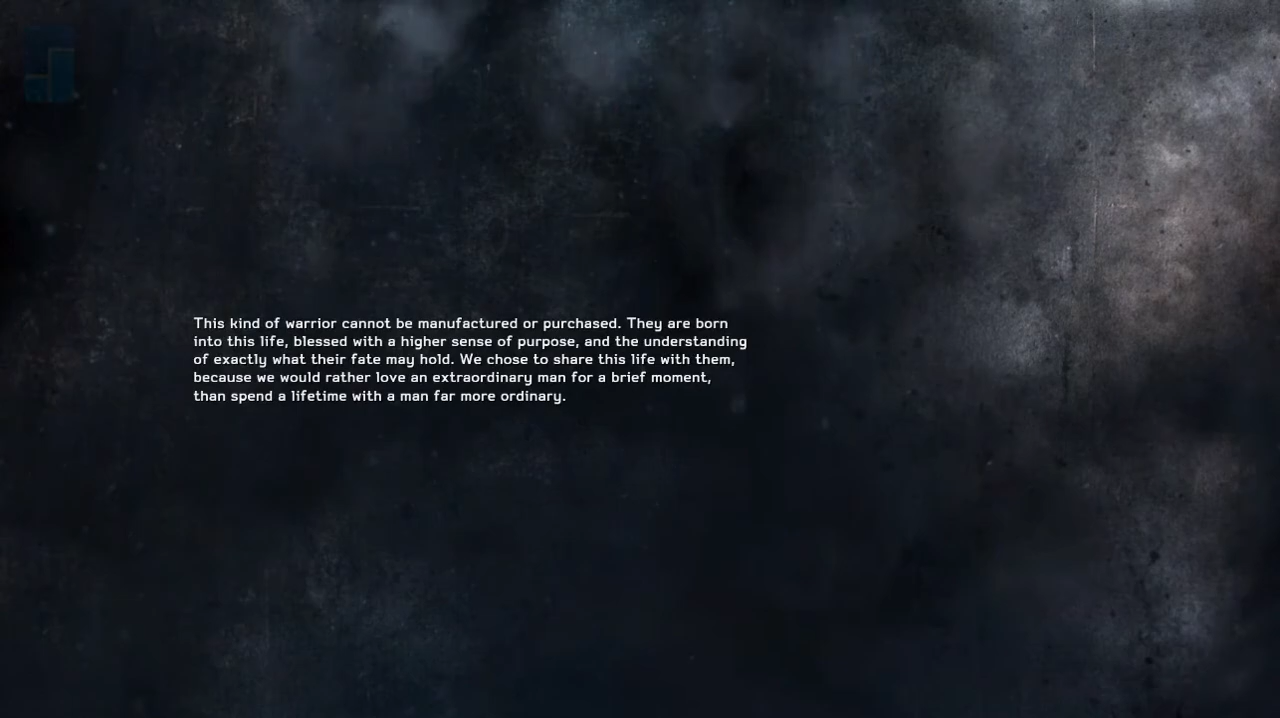 This kind of warrior cannot be manufactured or purchased. They are born
into this life, blessed with a higher sense of purpose, and the understanding
of exactly what their fate may hold. We chose to share this life with them,
because we would rather love an extraordinary man for a brief moment,
than spend a lifetime with a man far more ordinary.